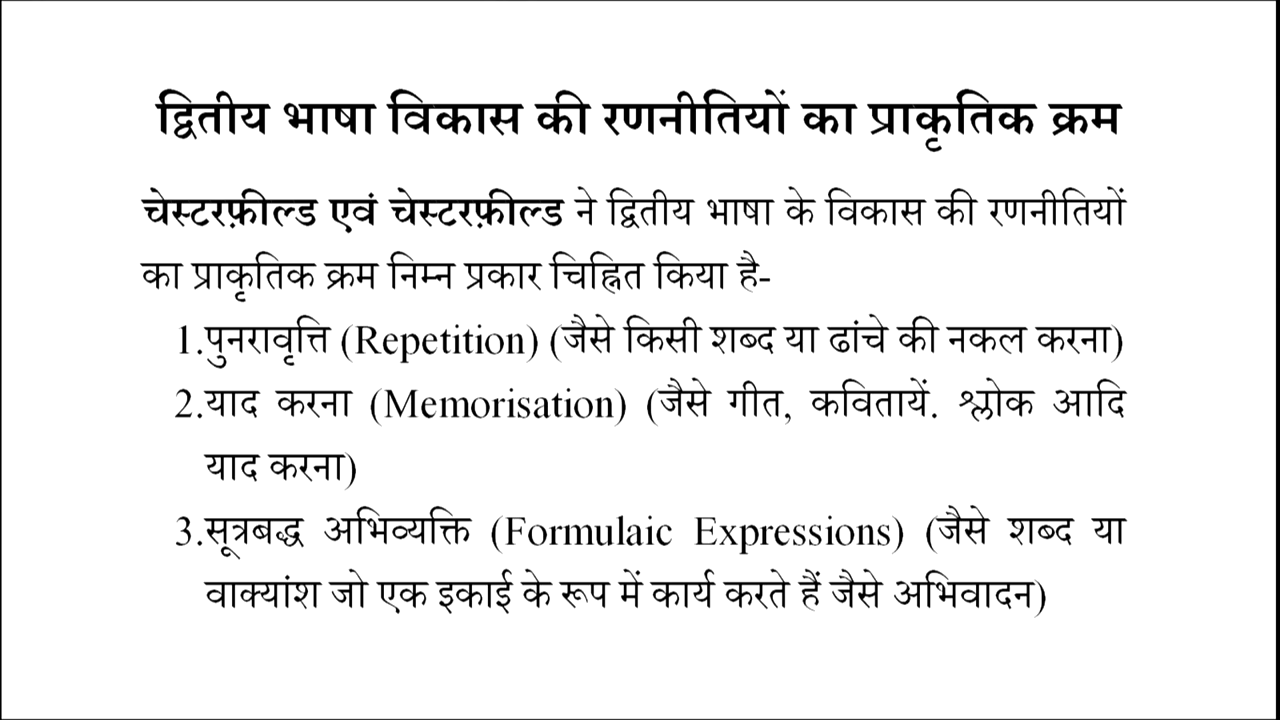 द्वितीय भाषा विकास की रणनीतियों का प्राकृतिक क्रम
चेस्टरफ़ील्ड एवं चेस्टरफ़ील्ड ने द्वितीय भाषा के विकास की रणनीतियों
का प्राकृतिक क्रम निम्न प्रकार चिह्नित किया है-
1.पुनरावृत्ति (Repetition) (जैसे किसी शब्द या ढांचे की नकल करना)
2.याद करना (Memorisation) (जैसे गीत, कवितायें. श्लोक आदि
याद करना)
3.सूत्रबद्ध अभिव्यक्ति (Formulaic Expressions) (जैसे शब्द या
वाक्यांश जो एक इकाई के रूप में कार्य करते हैं जैसे अभिवादन)